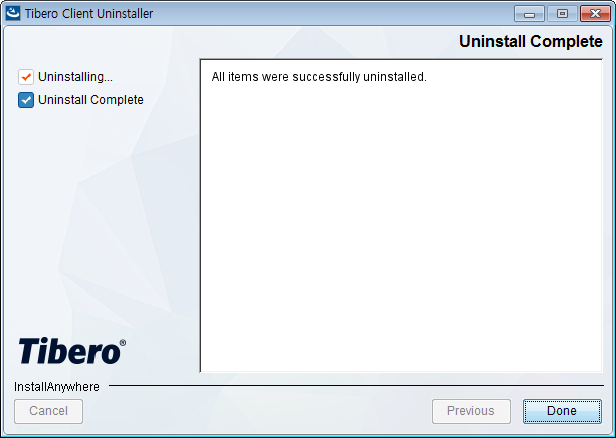 Tibero Client Uninstaller
Uninstall Complete
Uninstalling...
Uninstall Complete
All items were successfully uninstalled.
Tibero®
InstallAnywhere
Cancel
Previous
Done